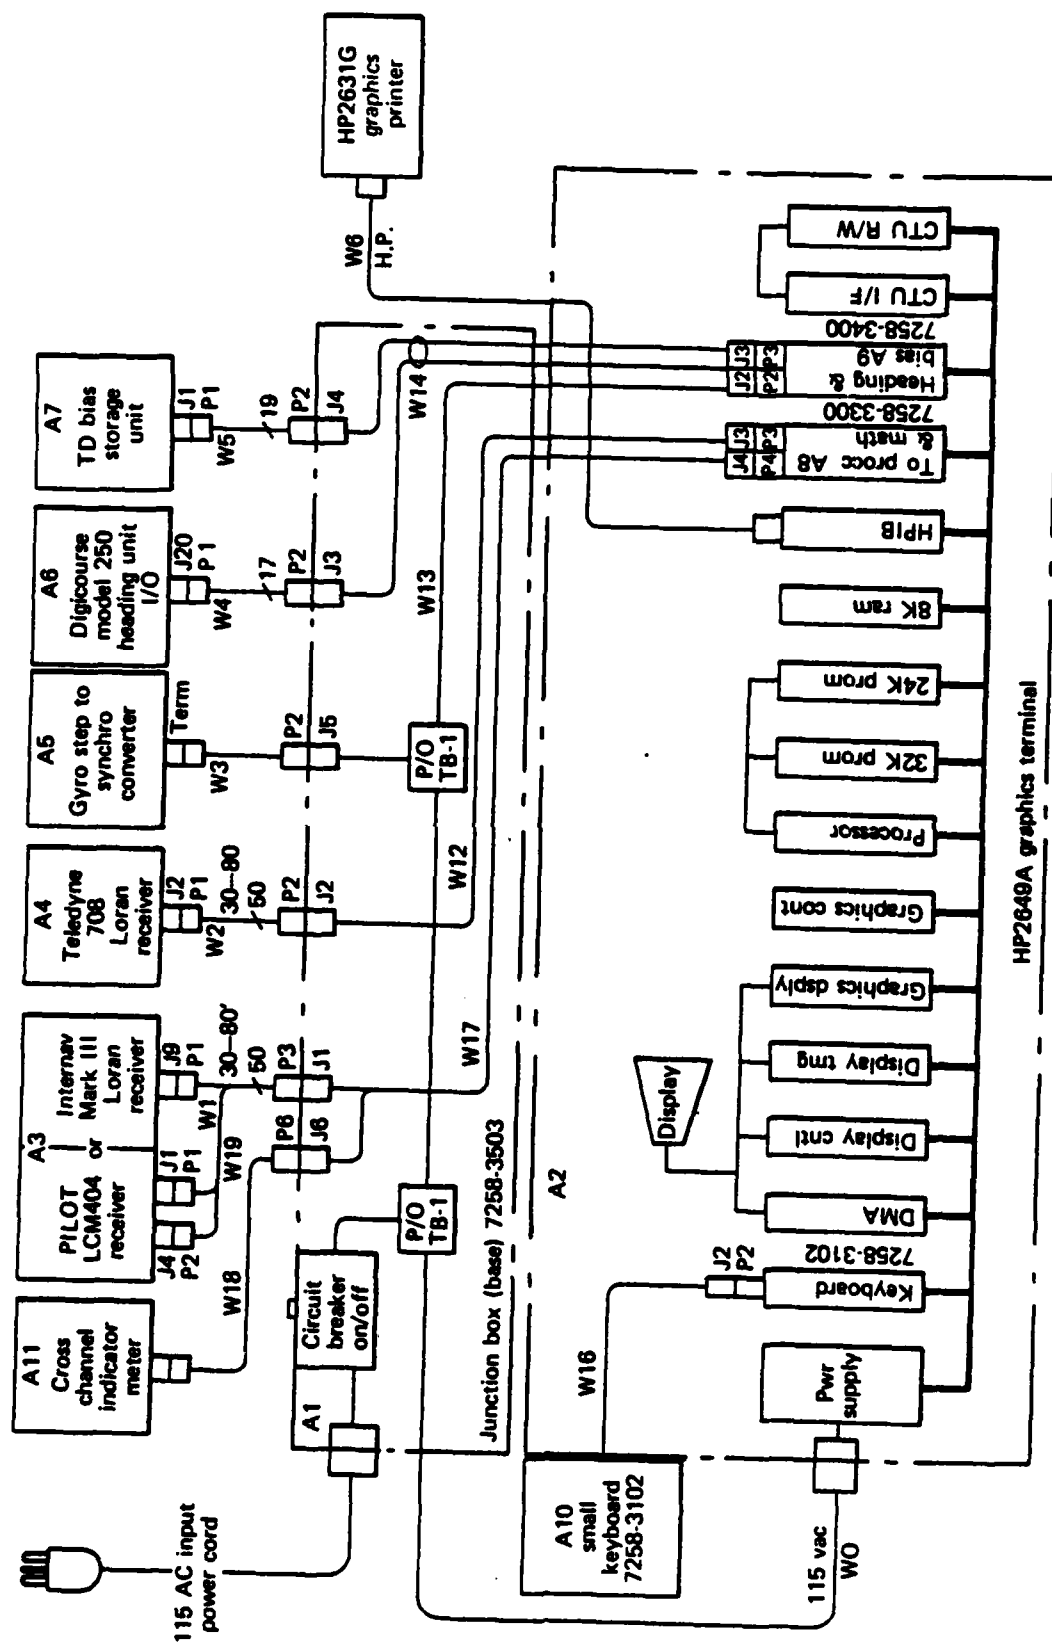 115 AC input
power cord
A11
Cross
channel
indicator
meter
W18
A3
PILOT
LCM404
receiver
or
Internav
Mark III
Loran
receiver
J4
P2
J1
P1
J9
P1
W19
W1
30-80'
50
P6
J6
P3
J1
A4
Teledyne
708
Loran
receiver
J2
P1
W2
30-80
50
P2
J2
A5
Gyro step to
synchro
converter
Term
W3
P2
J5
A6
Digicourse
model 250
heading unit
I/O
J20
P1
W4
17
P2
J3
A7
TD bias
storage
unit
J1
P1
W5
19
P2
J4
HP2631G
graphics
printer
W6
H.P.
A1
Circuit
breaker
on/off
P/O
TB-1
P/O
TB-1
W12
W13
W14
W17
Junction box (base) 7258-3503
A2
A10
small
keyboard
7258-3102
W16
115 vac
WO
Pwr
supply
J2
P2
Keyboard
7258-3102
DMA
Display cntl
Display tmg
Graphics dsply
Display
Graphics cont
Processor
32K prom
24K prom
8K ram
HPIB
J4
J3
P4
P3
To procc A8
& math
7258-3300
J2
J3
P2
P3
Heading &
bias A9
7258-3400
CTU I/F
CTU R/W
HP2649A graphics terminal